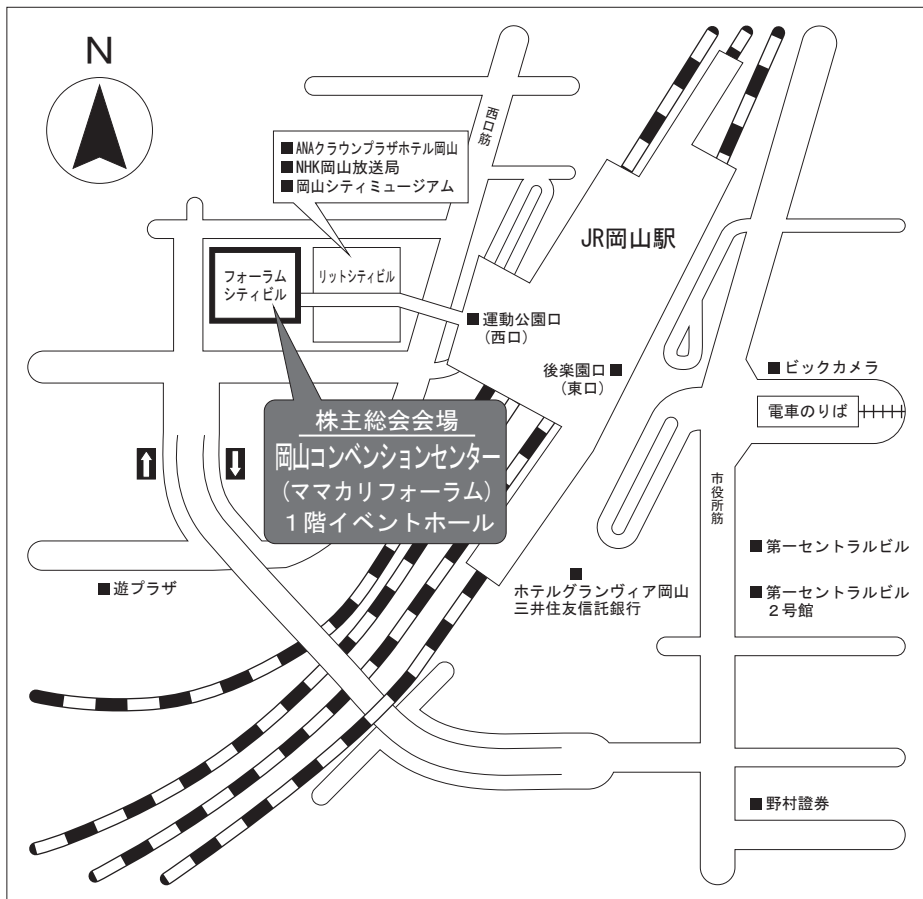 N
西口筋
■ANAクラウンプラザホテル岡山
■NHK岡山放送局
■岡山シティミュージアム
JR岡山駅
フォーラム
シティビル
リットシティビル
■運動公園口
(西口)
後楽園口■
(東口)
■ビックカメラ
電車のりば
株主総会会場
岡山コンベンションセンター
(ママカリフォーラム)
1階イベントホール
市役所筋
■第一セントラルビル
■遊プラザ
■
ホテルグランヴィア岡山
三井住友信託銀行
■第一セントラルビル
2号館
■野村證券